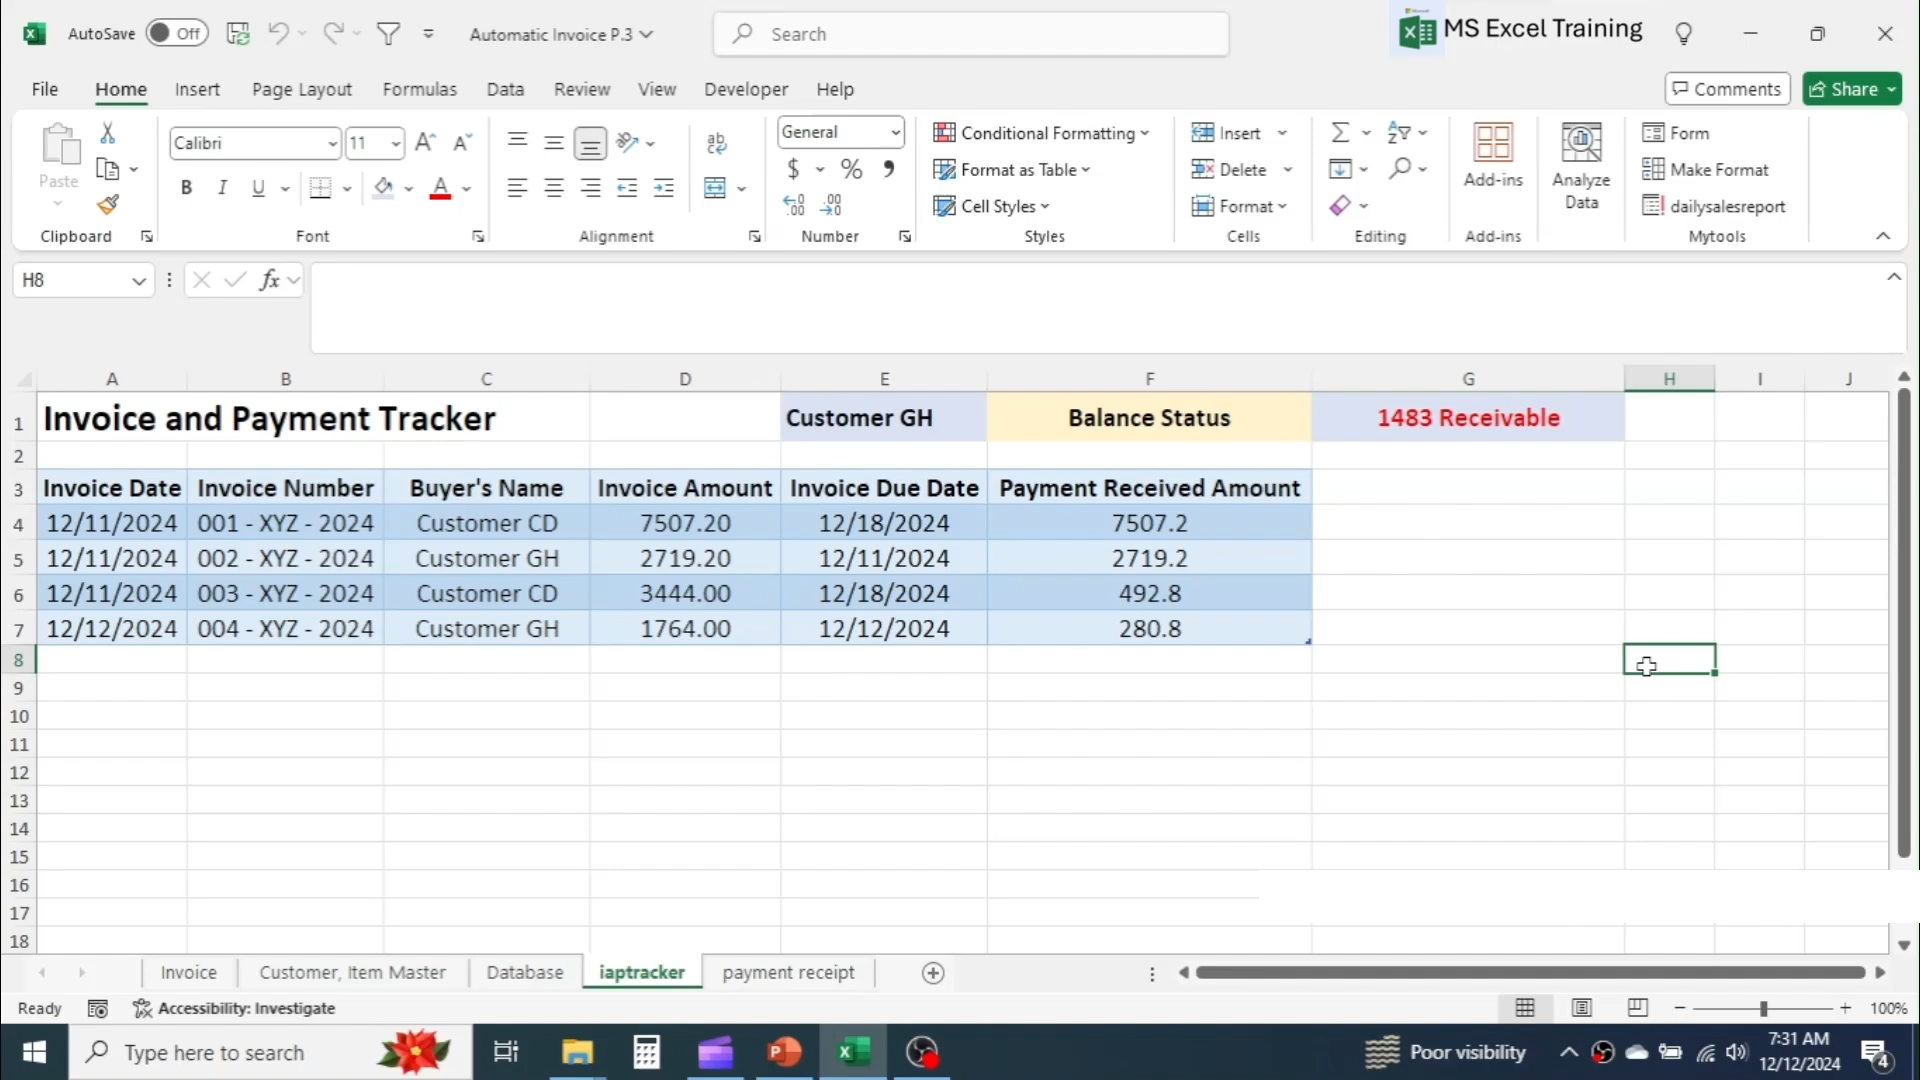 AutoSave Off Automatic Invoice P.3 Search MS Excel Training
File Home Insert Page Layout Formulas Data Review View Developer Help Comments Share
Paste Calibri 11 General Conditional Formatting Insert Form
Format as Table Delete Add-ins Analyze Data Make Format
$ % Cell Styles Format dailysalesreport
Clipboard Font Alignment Number Styles Cells Editing Add-ins Mytools
H8 fx
A B C D E F G H I J
1 Invoice and Payment Tracker Customer GH Balance Status 1483 Receivable
2
3 Invoice Date Invoice Number Buyer's Name Invoice Amount Invoice Due Date Payment Received Amount
4 12/11/2024 001 - XYZ - 2024 Customer CD 7507.20 12/18/2024 7507.2
5 12/11/2024 002 - XYZ - 2024 Customer GH 2719.20 12/11/2024 2719.2
6 12/11/2024 003 - XYZ - 2024 Customer CD 3444.00 12/18/2024 492.8
7 12/12/2024 004 - XYZ - 2024 Customer GH 1764.00 12/12/2024 280.8
8
9
10
11
12
13
14
15
16
17
18
Invoice Customer, Item Master Database iaptracker payment receipt
Ready Accessibility: Investigate 100%
Type here to search Poor visibility 7:31 AM
12/12/2024 4